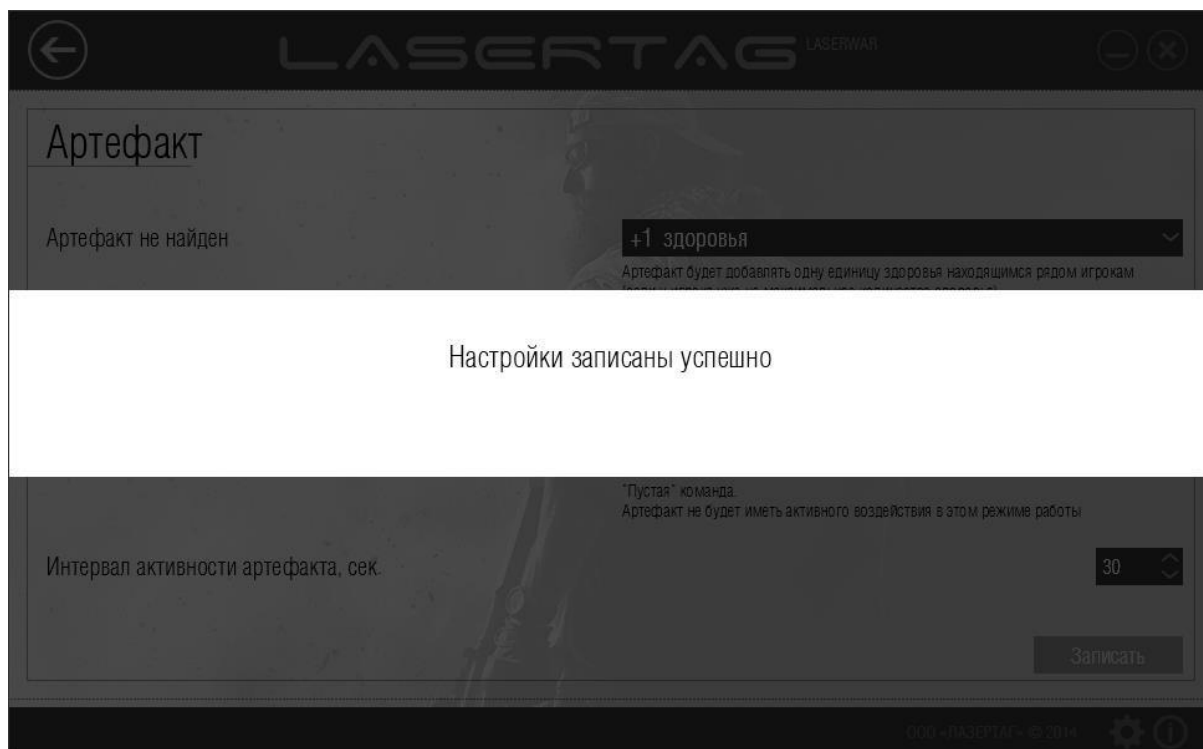 LASERTAG LASERWAR
Артефакт
Артефакт не найден
+1 здоровья
Артефакт будет добавлять одну единицу здоровья находящимся рядом игрокам
Настройки записаны успешно
"Пустая" команда.
Артефакт не будет иметь активного воздействия в этом режиме работы
Интервал активности артефакта, сек.
30
Записать
ООО «ЛАЗЕРТАГ» © 2014